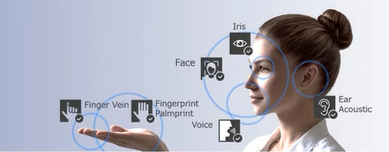 Iris
Face
Finger Vein
Fingerprint
Palmprint
Ear
Acoustic
Voice